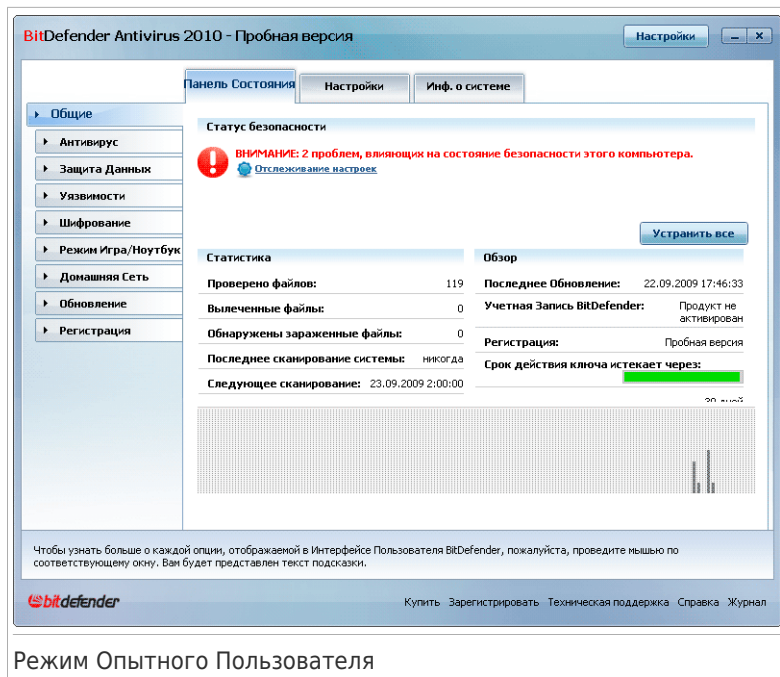 BitDefender Antivirus 2010 - Пробная версия
Настройки
Панель Состояния
Настройки
Инф. о системе
Общие
Антивирус
Защита Данных
Уязвимости
Шифрование
Режим Игра/Ноутбук
Домашняя Сеть
Обновление
Регистрация
Статус безопасности
ВНИМАНИЕ: 2 проблем, влияющих на состояние безопасности этого компьютера.
Отслеживание настроек
Устранить все
Статистика
Проверено файлов: 119
Вылеченные файлы: 0
Обнаружены зараженные файлы: 0
Последнее сканирование системы: никогда
Следующее сканирование: 23.09.2009 2:00:00
Обзор
Последнее Обновление: 22.09.2009 17:46:33
Учетная Запись BitDefender: Продукт не
активирован
Регистрация: Пробная версия
Срок действия ключа истекает через:
30 дней
Чтобы узнать больше о каждой опции, отображаемой в Интерфейсе Пользователя BitDefender, пожалуйста, проведите мышью по
соответствующему окну. Вам будет представлен текст подсказки.
bitdefender
Купить Зарегистрировать Техническая поддержка Справка Журнал
Режим Опытного Пользователя